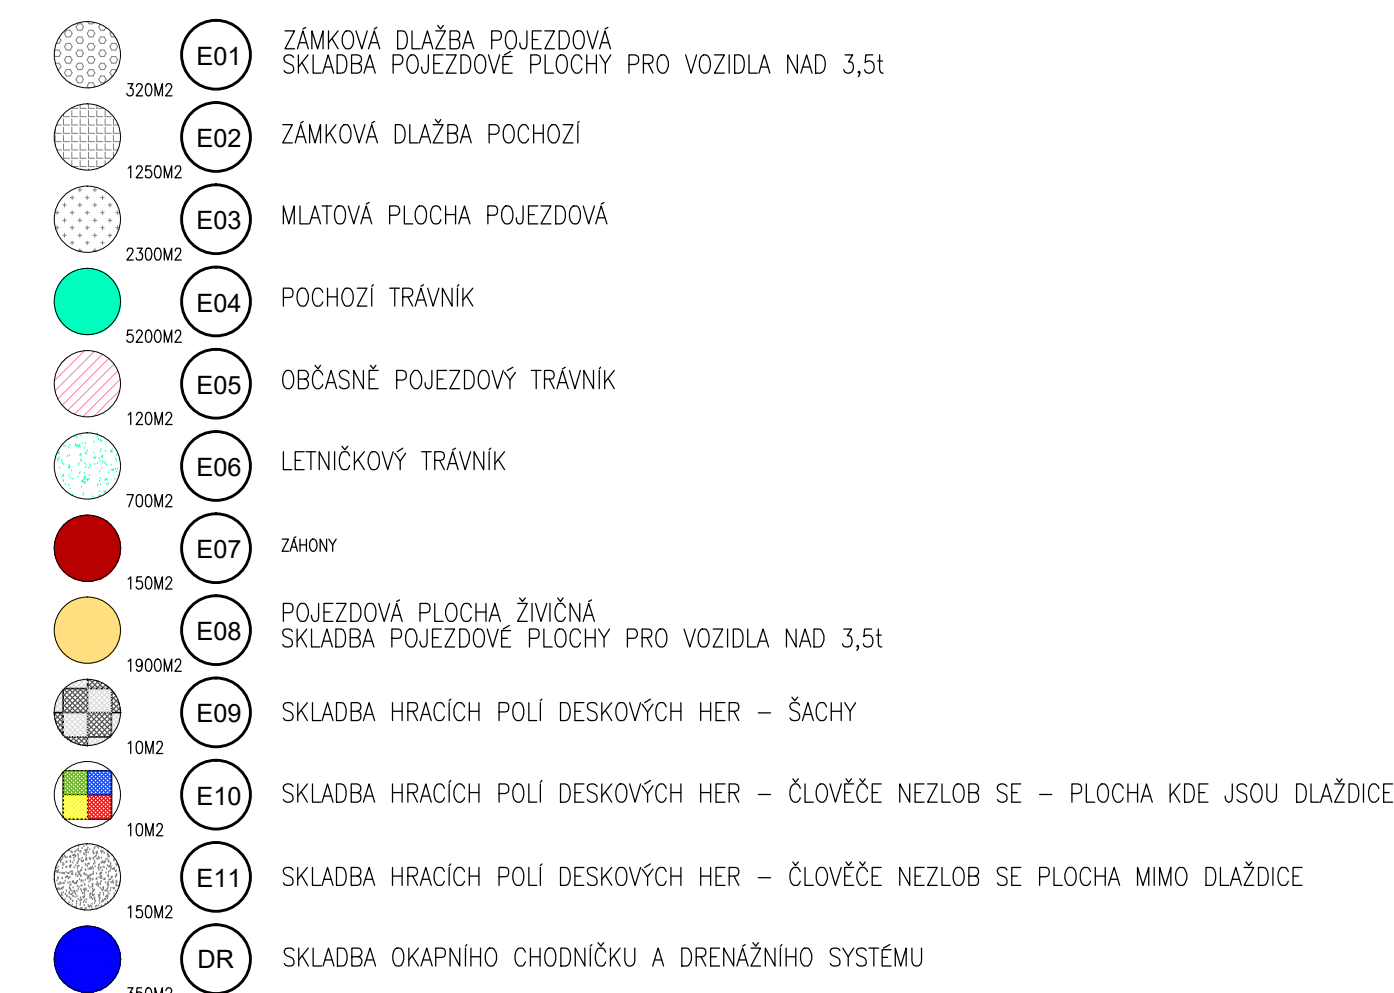 E01 ZÁMKOVÁ DLAŽBA POJEZDOVÁ
SKLADBA POJEZDOVÉ PLOCHY PRO VOZIDLA NAD 3,5t
320M2
E02 ZÁMKOVÁ DLAŽBA POCHOZÍ
1250M2
E03 MLATOVÁ PLOCHA POJEZDOVÁ
2300M2
E04 POCHOZÍ TRÁVNÍK
5200M2
E05 OBČASNĚ POJEZDOVÝ TRÁVNÍK
120M2
E06 LETNIČKOVÝ TRÁVNÍK
700M2
E07 ZÁHONY
150M2
E08 POJEZDOVÁ PLOCHA ŽIVIČNÁ
SKLADBA POJEZDOVÉ PLOCHY PRO VOZIDLA NAD 3,5t
1900M2
E09 SKLADBA HRACÍCH POLÍ DESKOVÝCH HER – ŠACHY
10M2
E10 SKLADBA HRACÍCH POLÍ DESKOVÝCH HER – ČLOVĚČE NEZLOB SE – PLOCHA KDE JSOU DLAŽDICE
10M2
E11 SKLADBA HRACÍCH POLÍ DESKOVÝCH HER – ČLOVĚČE NEZLOB SE PLOCHA MIMO DLAŽDICE
150M2
DR SKLADBA OKAPNÍHO CHODNÍČKU A DRENÁŽNÍHO SYSTÉMU
350M2